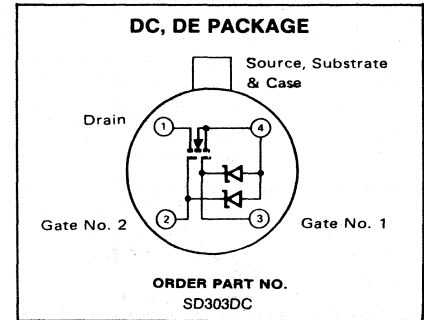 DC, DE PACKAGE
Source, Substrate
& Case
Drain
1
4
2
3
Gate No. 2
Gate No. 1
ORDER PART NO.
SD303DC